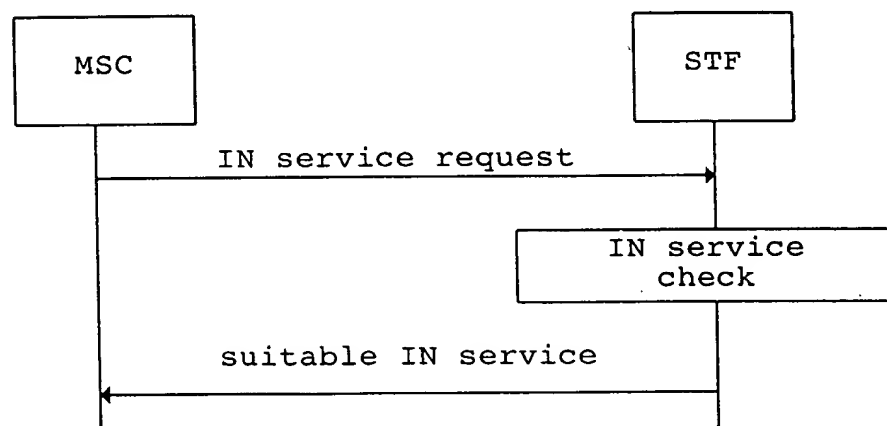 MSC
STF
IN service request
IN service
check
suitable IN service